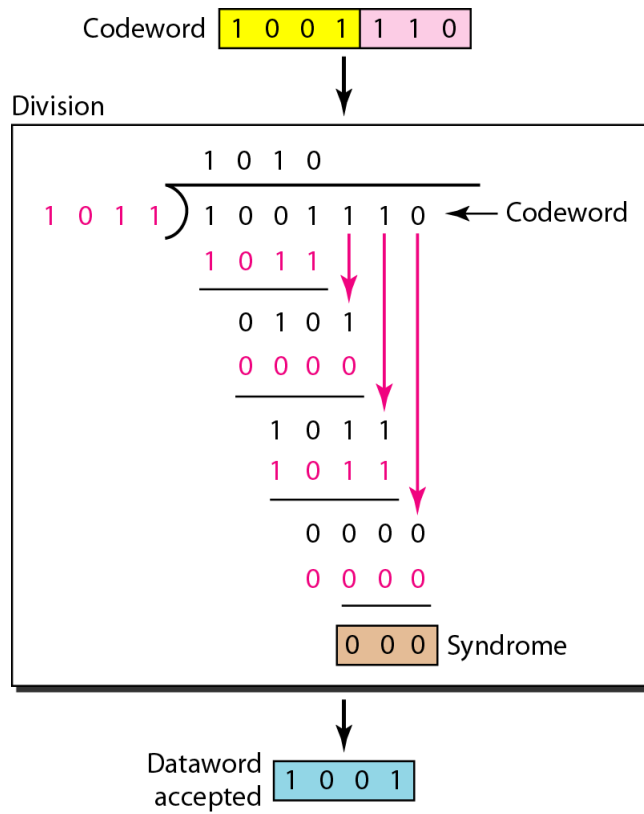 Codeword 1 0 0 1 1 1 0
Division
1 0 1 0
1 0 1 1 1 0 0 1 1 1 0 Codeword
1 0 1 1
0 1 0 1
0 0 0 0
1 0 1 1
1 0 1 1
0 0 0 0
0 0 0 0
0 0 0 Syndrome
Dataword
accepted
1 0 0 1